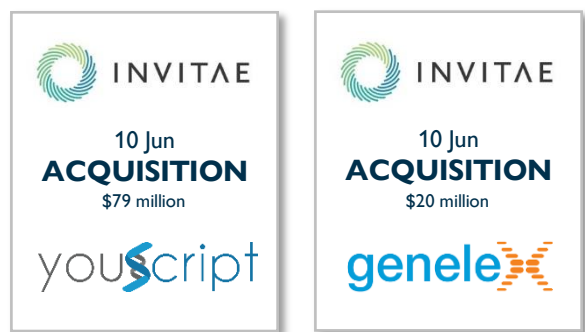 INVITAE
10 Jun
ACQUISITION
$79 million
youscript
INVITAE
10 Jun
ACQUISITION
$20 million
genelex